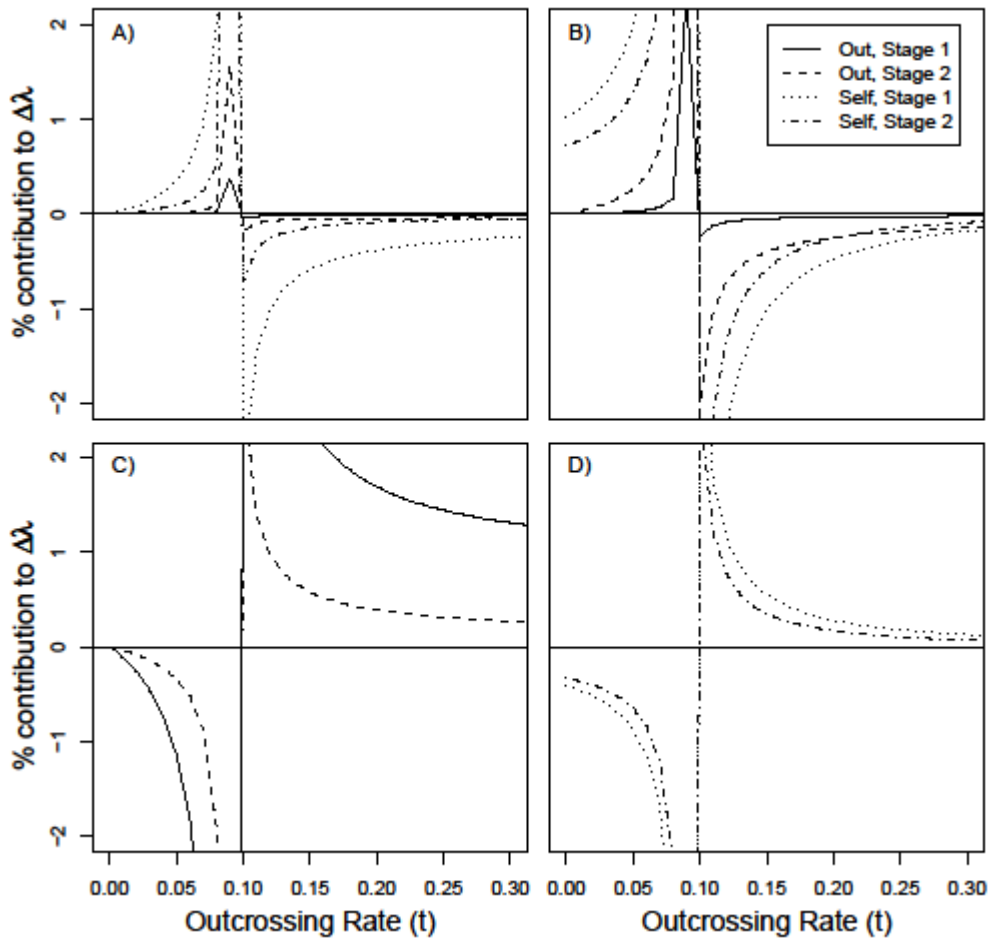 A)
B)
Out, Stage 1
Out, Stage 2
Self, Stage 1
Self, Stage 2
% contribution to Δλ
2
1
0
−1
−2
C)
D)
% contribution to Δλ
2
1
0
−1
−2
0.00 0.05 0.10 0.15 0.20 0.25 0.30
0.00 0.05 0.10 0.15 0.20 0.25 0.30
Outcrossing Rate (t)
Outcrossing Rate (t)